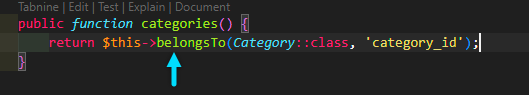 Tabnine | Edit | Test | Explain | Document
public function categories() {
return $this->belongsTo(Category::class, 'category_id');
}